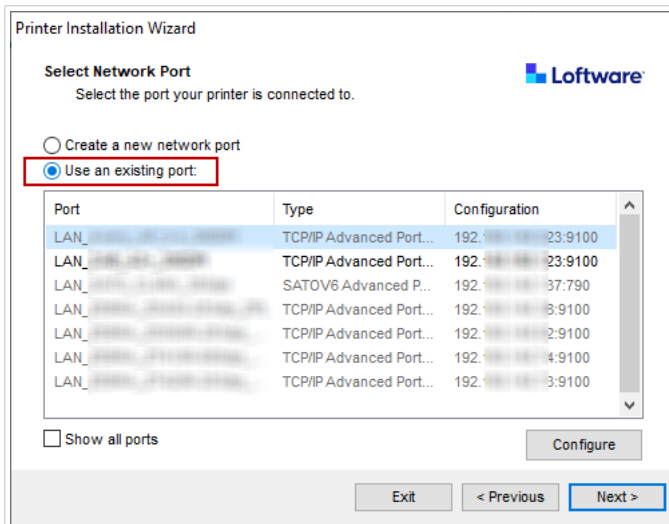 Printer Installation Wizard
Select Network Port
Loftware
Select the port your printer is connected to.
Create a new network port
Use an existing port:
Port Type Configuration
LAN_ TCP/IP Advanced Port... 192. 23:9100
LAN_ TCP/IP Advanced Port... 192. 23:9100
LAN_ SATOV6 Advanced P... 192. 37:790
LAN_ TCP/IP Advanced Port... 192. :9100
LAN_ TCP/IP Advanced Port... 192. 2:9100
LAN_ TCP/IP Advanced Port... 192. 4:9100
LAN_ TCP/IP Advanced Port... 192. 3:9100
Show all ports
Configure
Exit < Previous Next >